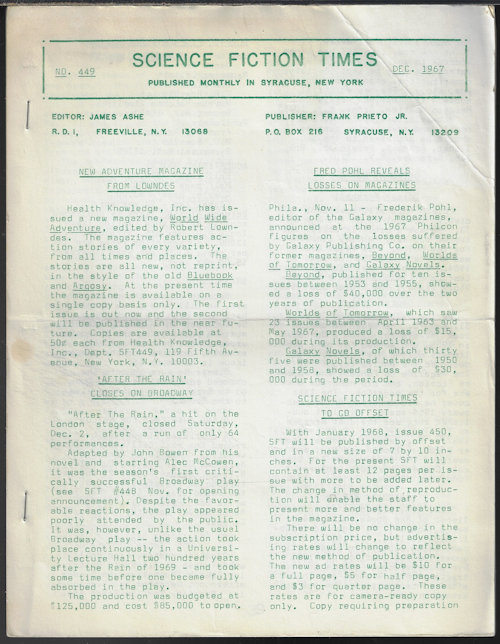 SCIENCE FICTION TIMES
NO. 449
DEC. 1967
PUBLISHED MONTHLY IN SYRACUSE, NEW YORK
EDITOR: JAMES ASHE
R.D.1, FREEVILLE, N.Y. 13068
PUBLISHER: FRANK PRIETO JR.
P.O. BOX 216 SYRACUSE, N.Y. 13209
NEW ADVENTURE MAGAZINE
FROM LOWNDES
Health Knowledge, Inc. has is-
sued a new magazine, World Wide
Adventure, edited by Robert Lown-
des. The magazine features ac-
tion stories of every variety,
from all times and places. The
stories are all new, not reprint,
in the style of the old Bluebook
and Argosy. At the present time
the magazine is available on a
single copy basis only. The first
issue is out now and the second
will be published in the near fu-
ture. Copies are available at
50¢ each from Health Knowledge,
Inc., Dept. SFT449, 119 Fifth Av-
enue, New York, N.Y. 10003.
'AFTER THE RAIN'
CLOSES ON BROADWAY
"After The Rain," a hit on the
London stage, closed Saturday,
Dec. 2, after a run of only 64
performances.
Adapted by John Bowen from his
novel and starring Alec McCowen,
it was the season's first criti-
cally successful Broadway play
(see SFT #448 Nov. for opening
announcement). Despite the favor-
able reactions, the play appeared
poorly attended by the public.
It was, however, unlike the usual
Broadway play -- the action took
place continuously in a Universi-
ty Lecture Hall two hundred years
after the Rain of 1969 - and took
some time before one became fully
absorbed in the play.
The production was budgeted at
$125,000 and cost $85,000 to open,
FRED POHL REVEALS
LOSSES ON MAGAZINES
Phila., Nov. 11 - Frederik Pohl,
editor of the Galaxy magazines,
announced at the 1967 Philcon
figures on the losses suffered
by Galaxy Publishing Co. on their
former magazines, Beyond, Worlds
of Tomorrow, and Galaxy Novels.
Beyond, published for ten is-
sues between 1953 and 1955, show-
ed a loss of $40,000 over the two
years of publication.
Worlds of Tomorrow, which saw
23 issues between April 1963 and
May 1967, produced a loss of $15,
000 during its production.
Galaxy Novels, of which thirty
five were published between 1950
and 1958, showed a loss of $30,
000 during the period.
SCIENCE FICTION TIMES
TO GO OFFSET
With January 1968, issue 450,
SFT will be published by offset
and in a new size of 7 by 10 in-
ches. For the present SFT will
contain at least 12 pages per is-
sue with more to be added later.
The change in method of reproduc-
tion will enable the staff to
present more and better features
in the magazine.
There will be no change in the
subscription price, but advertis-
ing rates will change to reflect
the new method of publication.
The new ad rates will be $10 for
a full page, $5 for half page,
and $3 for quarter page. These
rates are for camera-ready copy
only. Copy requiring preparation